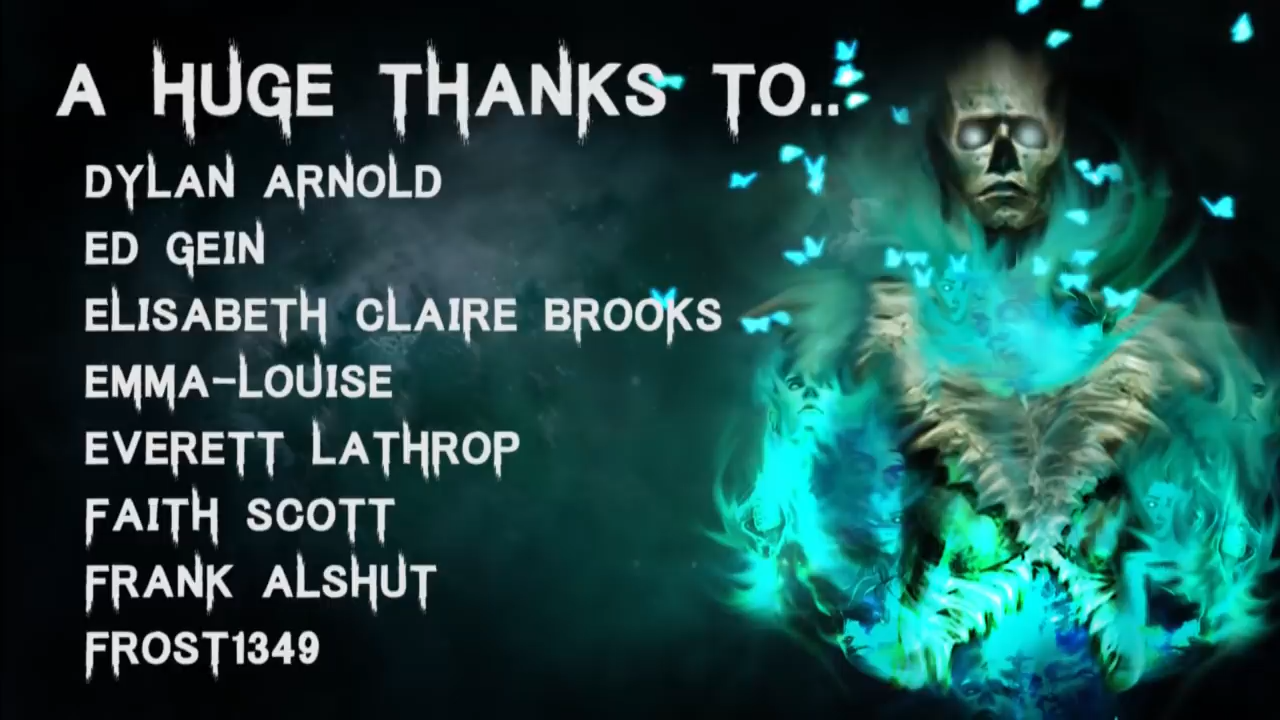 A HUGE THANKS TO..
DYLAN ARNOLD
ED GEIN
ELISABETH CLAIRE BROOKS
EMMA-LOUISE
EVERETT LATHROP
FAITH SCOTT
FRANK ALSHUT
FROST1349